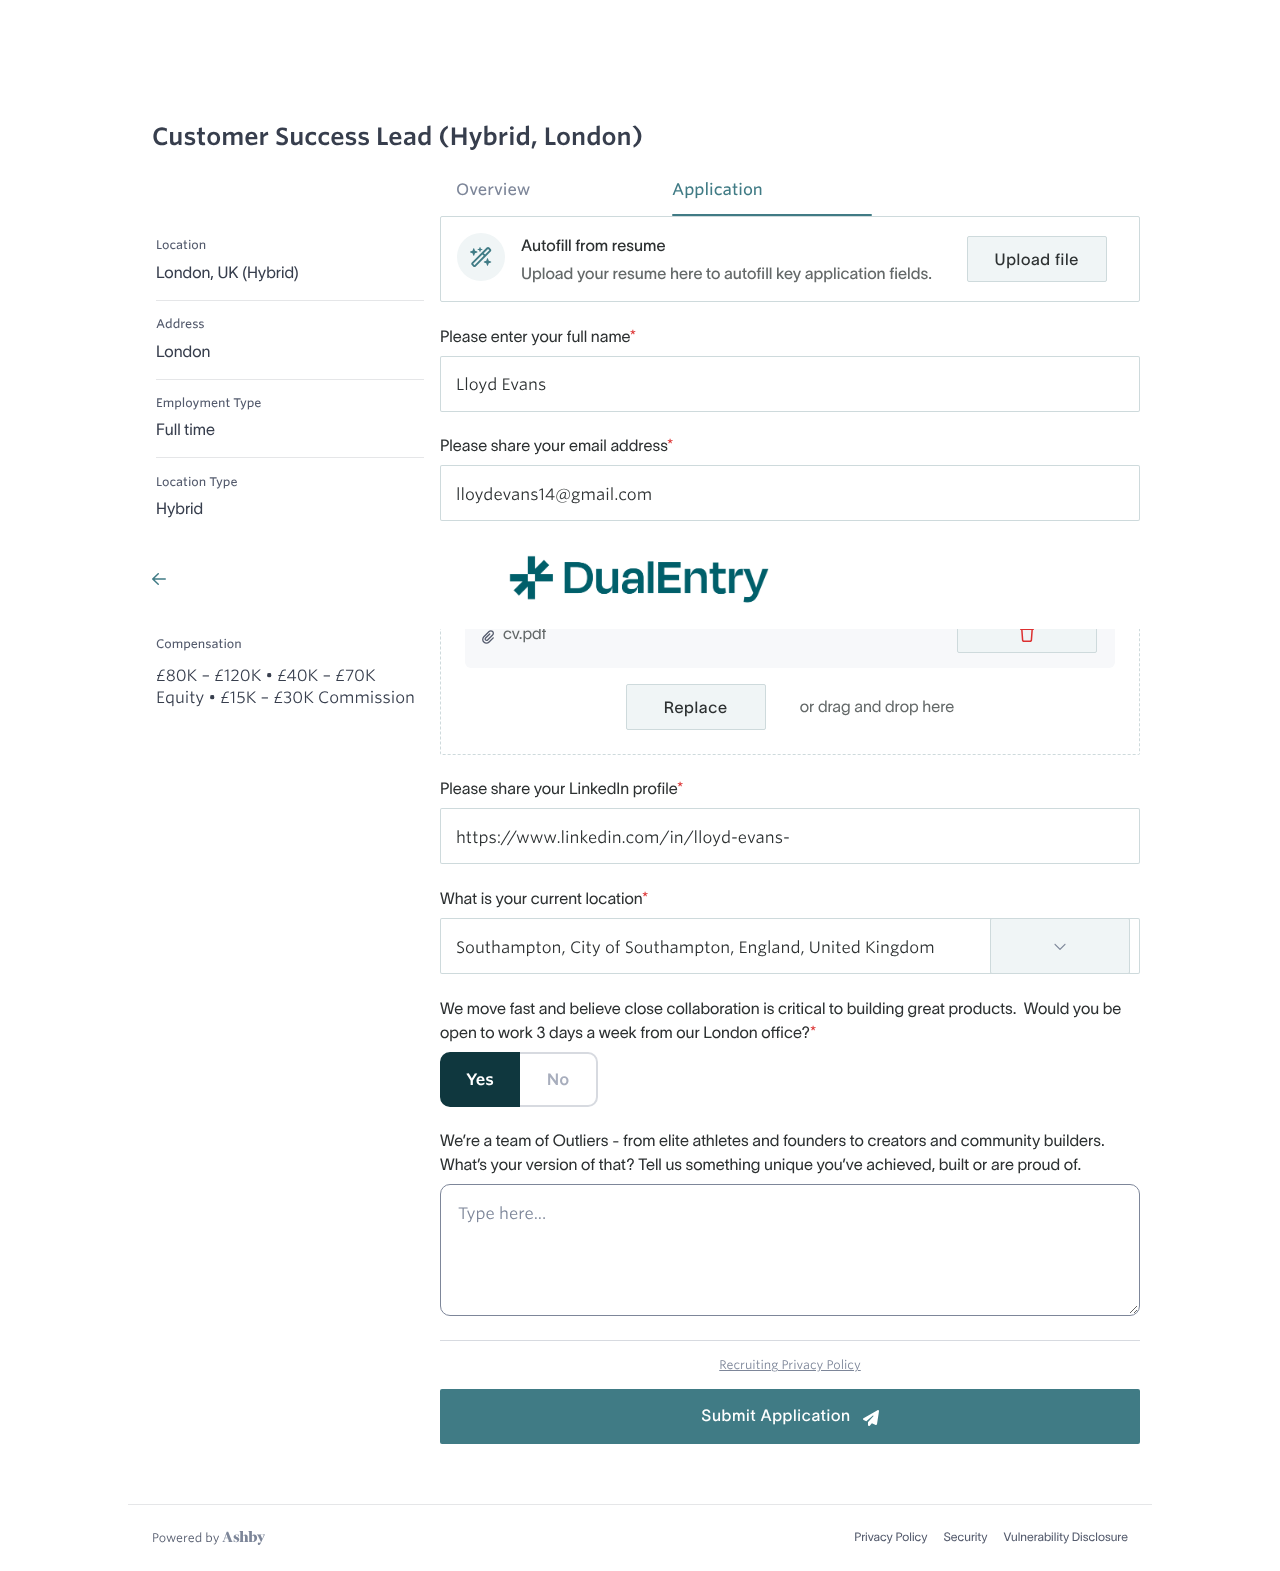 Customer Success Lead (Hybrid, London)
Overview
Application
Location
London, UK (Hybrid)
Address
London
Employment Type
Full time
Location Type
Hybrid
Autofill from resume
Upload your resume here to autofill key application fields.
Upload file
Please enter your full name*
Lloyd Evans
Please share your email address*
lloydevans14@gmail.com
DualEntry
Compensation
£80K – £120K • £40K – £70K
Equity • £15K – £30K Commission
cv.pdf
Replace
or drag and drop here
Please share your LinkedIn profile*
https://www.linkedin.com/in/lloyd-evans-
What is your current location*
Southampton, City of Southampton, England, United Kingdom
We move fast and believe close collaboration is critical to building great products.  Would you be
open to work 3 days a week from our London office?*
Yes
No
We’re a team of Outliers - from elite athletes and founders to creators and community builders.
What’s your version of that? Tell us something unique you’ve achieved, built or are proud of.
Type here...
Recruiting Privacy Policy
Submit Application
Powered by Ashby
Privacy Policy
Security
Vulnerability Disclosure